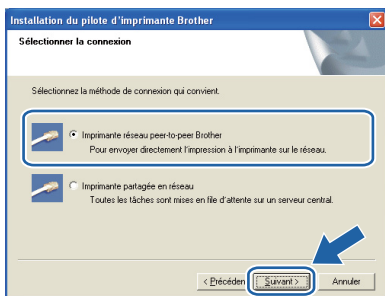 Installation du pilote d'imprimante Brother
Sélectionner la connexion
Sélectionnez la méthode de connexion qui convient.
Imprimante réseau peer-to-peer Brother
Pour envoyer directement l'impression à l'imprimante sur le réseau.
Imprimante partagée en réseau
Toutes les tâches sont mises en file d'attente sur un serveur central.
< Précéden Suivant > Annuler